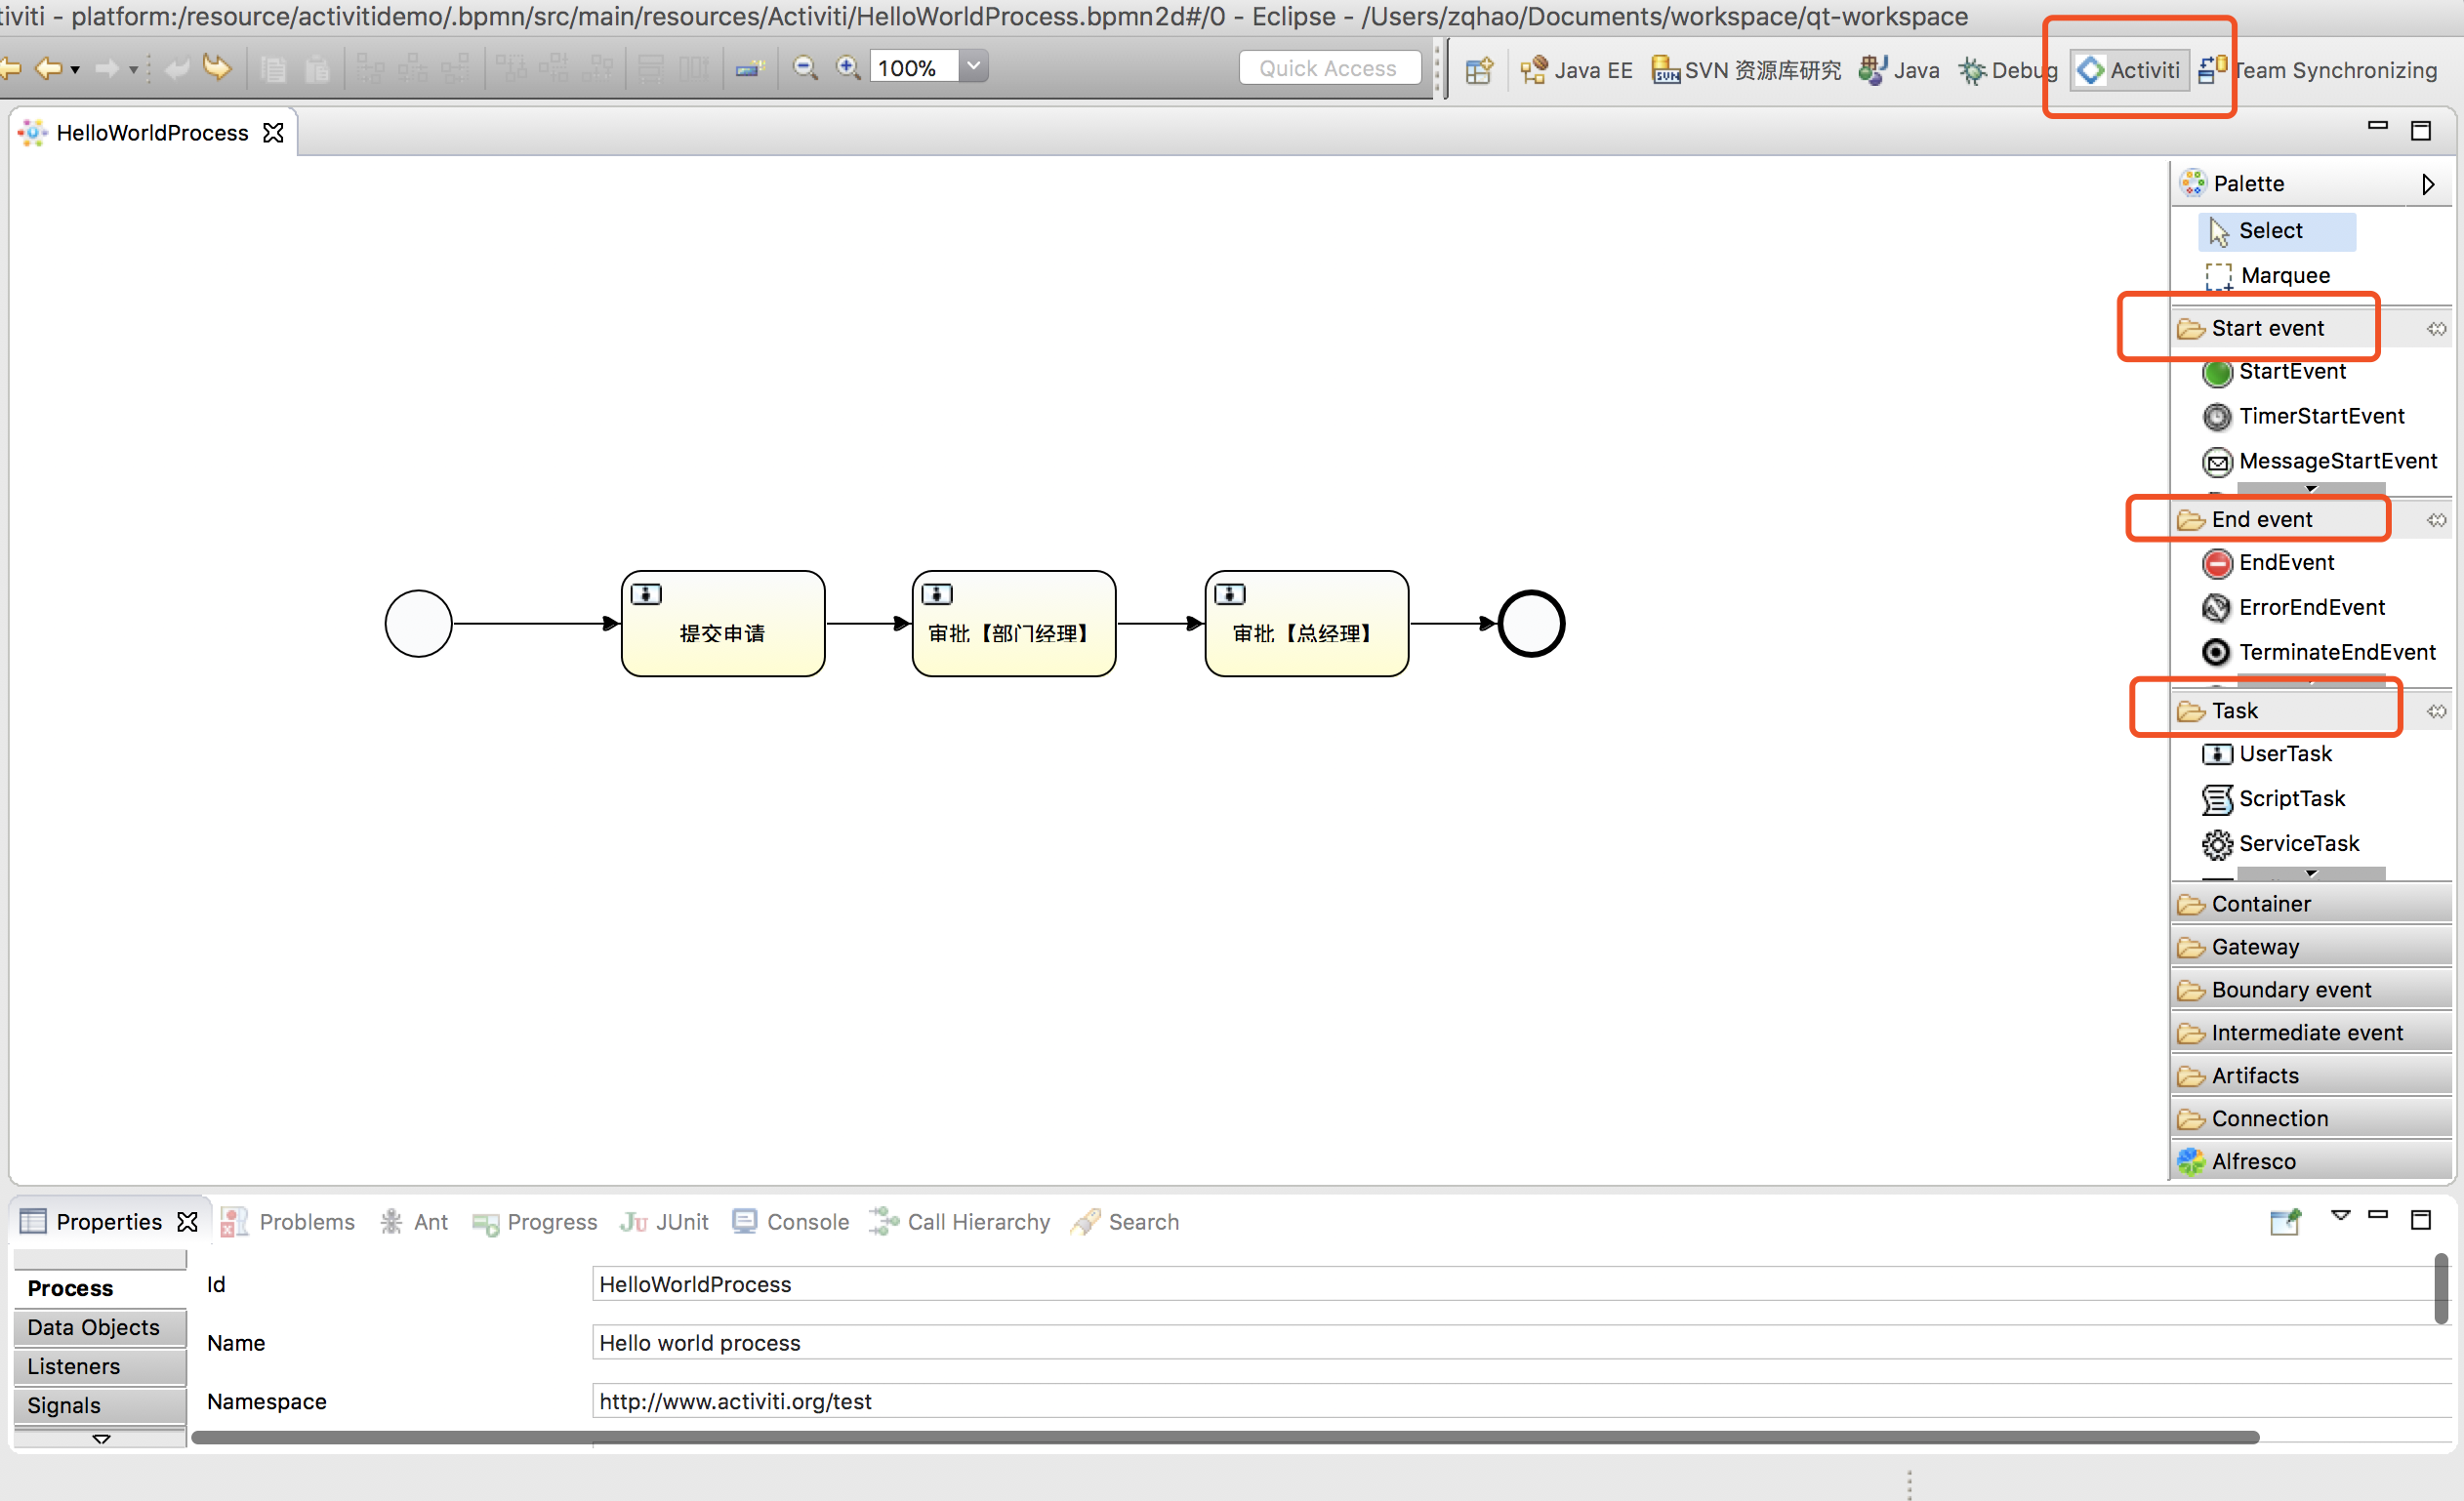 tiviti - platform:/resource/activitidemo/.bpmn/src/main/resources/Activiti/HelloWorldProcess.bpmn2d#/0 - Eclipse - /Users/zqhao/Documents/workspace/qt-workspace
100%
Quick Access
Java EE
SVN 资源库研究
Java
Debug
Activiti
Team Synchronizing
HelloWorldProcess
Palette
Select
Marquee
Start event
StartEvent
TimerStartEvent
MessageStartEvent
End event
EndEvent
ErrorEndEvent
TerminateEndEvent
Task
UserTask
ScriptTask
ServiceTask
Container
Gateway
Boundary event
Intermediate event
Artifacts
Connection
Alfresco
提交申请
审批【部门经理】
审批【总经理】
Properties
Problems
Ant
Progress
JUnit
Console
Call Hierarchy
Search
Process
Data Objects
Listeners
Signals
Id
HelloWorldProcess
Name
Hello world process
Namespace
http://www.activiti.org/test